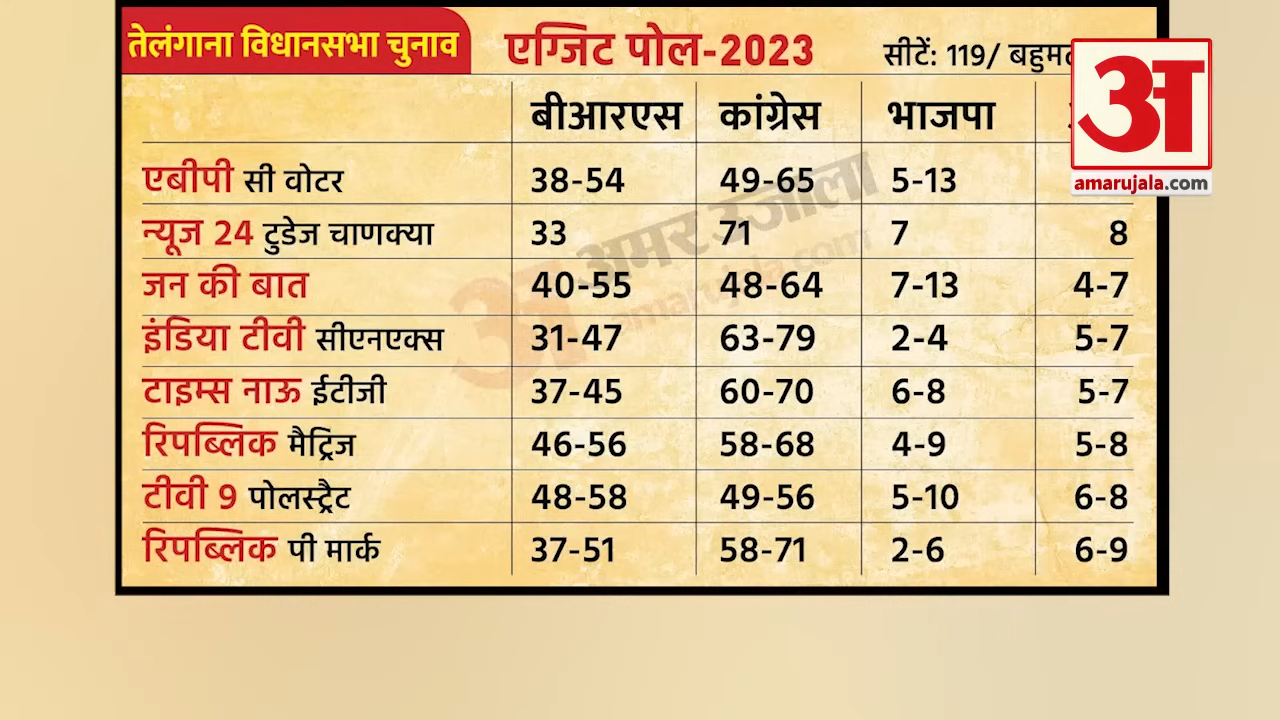 तेलंगाना विधानसभा चुनाव एग्जिट पोल-2023 सीटें: 119/
अ
amarujala.com
बीआरएस कांग्रेस भाजपा
एबीपी सी वोटर 38-54 49-65 5-13
न्यूज 24 टुडेज चाणक्या 33 71 7 8
जन की बात 40-55 48-64 7-13 4-7
इंडिया टीवी सीएनएक्स 31-47 63-79 2-4 5-7
टाइम्स नाऊ ईटीजी 37-45 60-70 6-8 5-7
रिपब्लिक मैट्रिज 46-56 58-68 4-9 5-8
टीवी 9 पोलस्ट्रैट 48-58 49-56 5-10 6-8
रिपब्लिक पी मार्क 37-51 58-71 2-6 6-9
अ अमर उजाला
amarujala.com